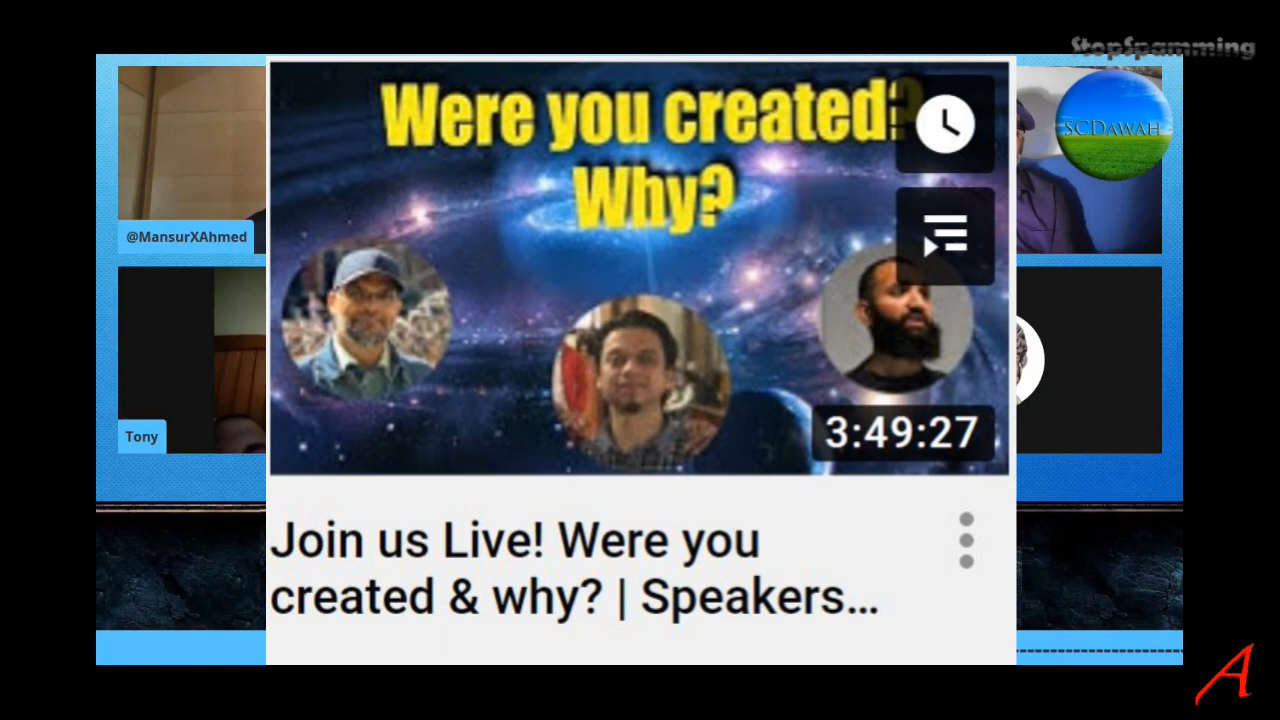 StopSpamming
Were you created?
Why?
SCDAWAH
@MansurXAhmed
Tony
3:49:27
Join us Live! Were you
created & why? | Speakers...
A